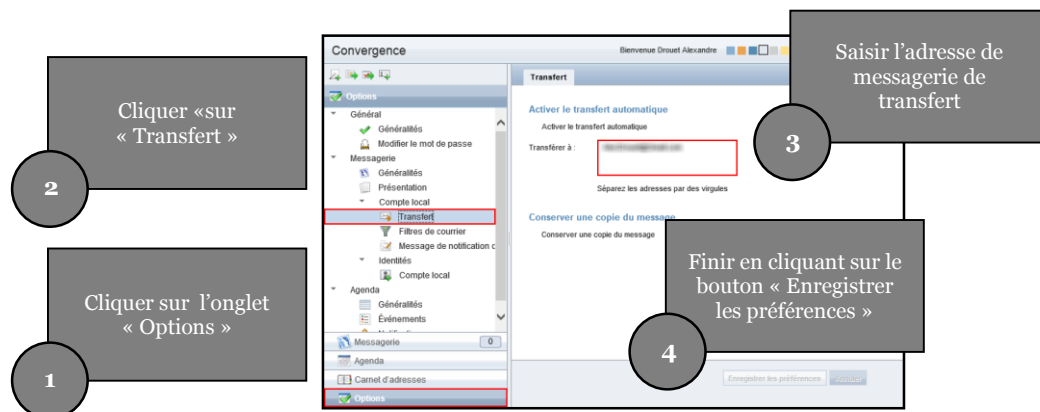 Convergence
Bienvenue Drouet Alexandre
Options
Général
Généralités
Modifier le mot de passe
Messagerie
Généralités
Présentation
Compte local
Transfert
Filtres de courrier
Message de notification
Identités
Compte local
Agenda
Généralités
Événements
Messagerie 0
Agenda
Carnet d'adresses
Options
Transfert
Activer le transfert automatique
Activer le transfert automatique
Transférer à :
Séparez les adresses par des virgules
Conserver une copie du message
Conserver une copie du message
Enregistrer les préférences
Cliquer sur l'onglet
« Options »
1
Cliquer «sur
« Transfert »
2
Saisir l’adresse de
messagerie de
transfert
3
Finir en cliquant sur le
bouton « Enregistrer
les préférences »
4